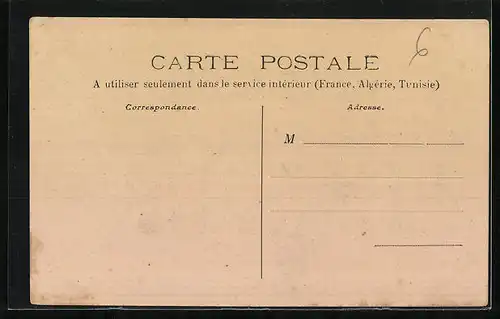 6
CARTE POSTALE
A utiliser seulement dans le service intérieur (France, Algérie, Tunisie)
Correspondance. Adresse.
M